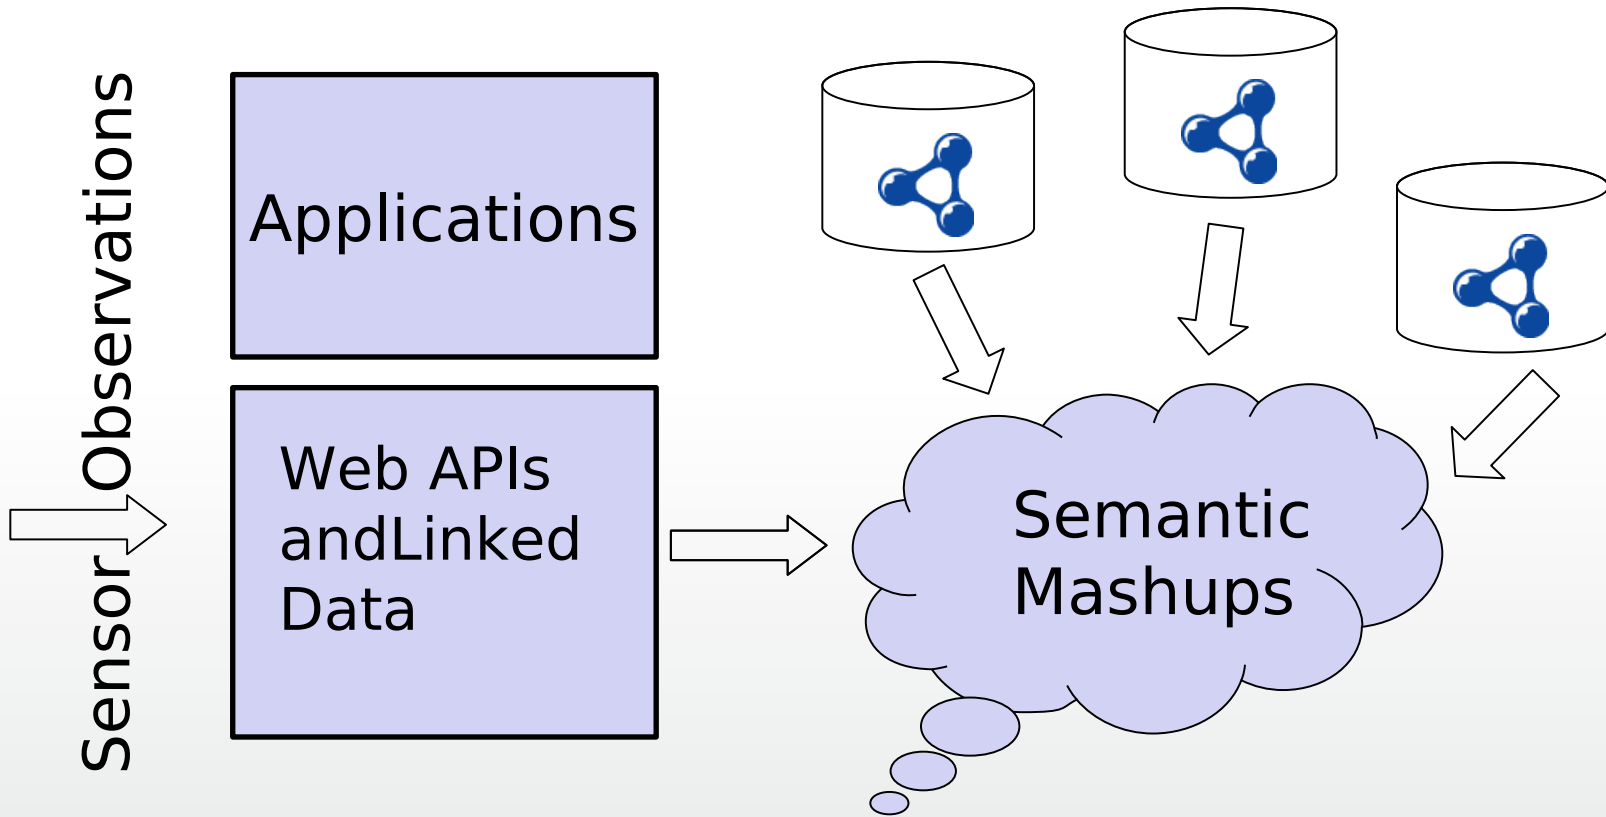 Sensor Observations
Applications
Web APIs
andLinked
Data
Semantic
Mashups